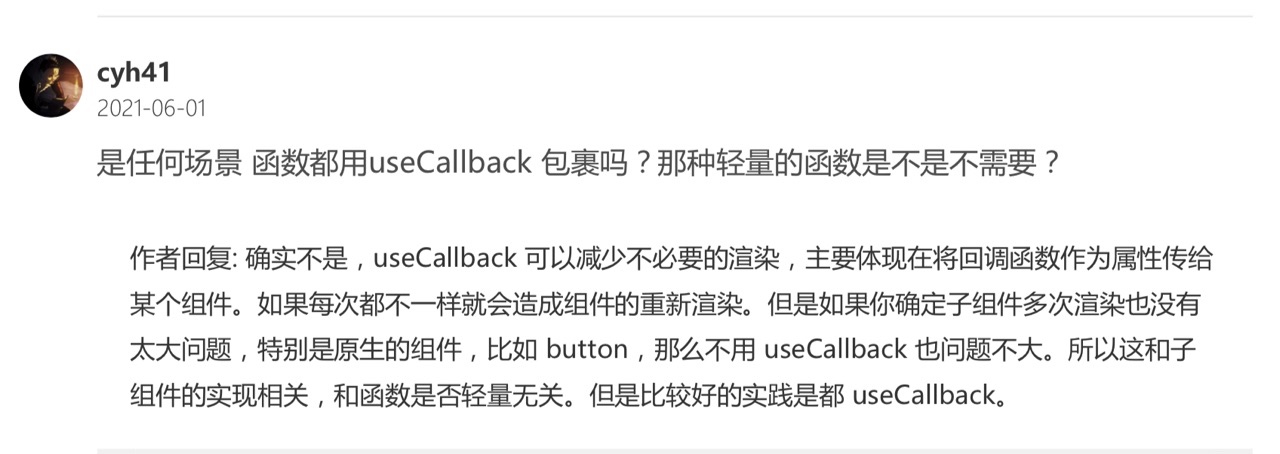 cyh41
2021-06-01
是任何场景 函数都用useCallback 包裹吗？那种轻量的函数是不是不需要？
作者回复: 确实不是，useCallback 可以减少不必要的渲染，主要体现在将回调函数作为属性传给
某个组件。如果每次都不一样就会造成组件的重新渲染。但是如果你确定子组件多次渲染也没有
太大问题，特别是原生的组件，比如 button，那么不用 useCallback 也问题不大。所以这和子
组件的实现相关，和函数是否轻量无关。但是比较好的实践是都 useCallback。